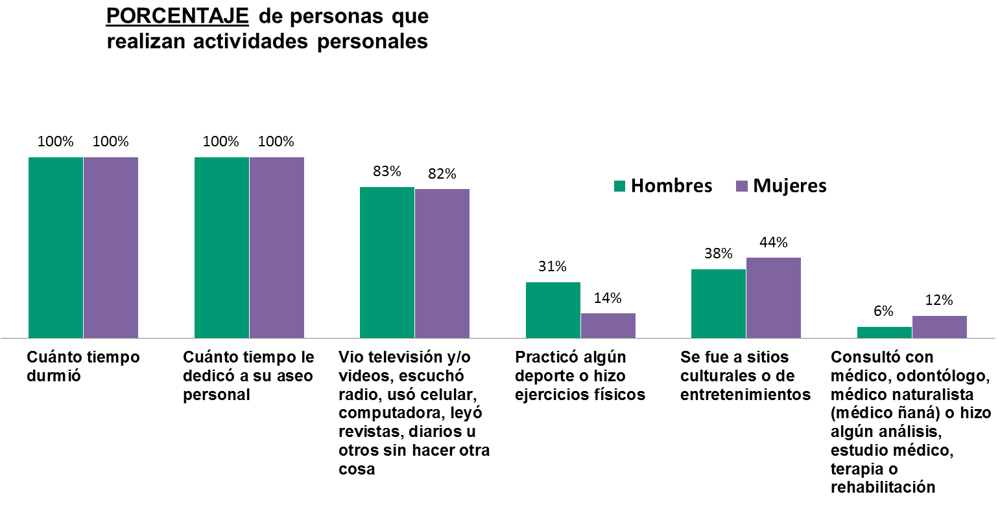 PORCENTAJE de personas que
realizan actividades personales
100% 100%
100% 100%
83% 82%
31% 14%
38% 44%
6% 12%
Hombres Mujeres
Cuánto tiempo
durmió
Cuánto tiempo le
dedicó a su aseo
personal
Vio televisión y/o
videos, escuchó
radio, usó celular,
computadora, leyó
revistas, diarios u
otros sin hacer otra
cosa
Practicó algún
deporte o hizo
ejercicios físicos
Se fue a sitios
culturales o de
entretenimientos
Consultó con
médico, odontólogo,
médico naturalista
(médico ñaná) o hizo
algún análisis,
estudio médico,
terapia o
rehabilitación